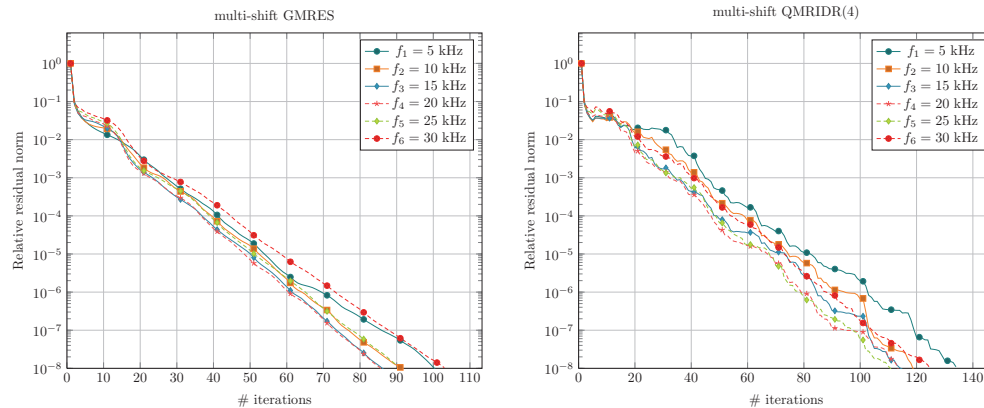 multi-shift GMRES
Relative residual norm
10⁰
10⁻¹
10⁻²
10⁻³
10⁻⁴
10⁻⁵
10⁻⁶
10⁻⁷
10⁻⁸
f₁ = 5 kHz
f₂ = 10 kHz
f₃ = 15 kHz
f₄ = 20 kHz
f₅ = 25 kHz
f₆ = 30 kHz
0 10 20 30 40 50 60 70 80 90 100 110
# iterations
multi-shift QMRIDR(4)
Relative residual norm
10⁰
10⁻¹
10⁻²
10⁻³
10⁻⁴
10⁻⁵
10⁻⁶
10⁻⁷
10⁻⁸
f₁ = 5 kHz
f₂ = 10 kHz
f₃ = 15 kHz
f₄ = 20 kHz
f₅ = 25 kHz
f₆ = 30 kHz
0 20 40 60 80 100 120 140
# iterations